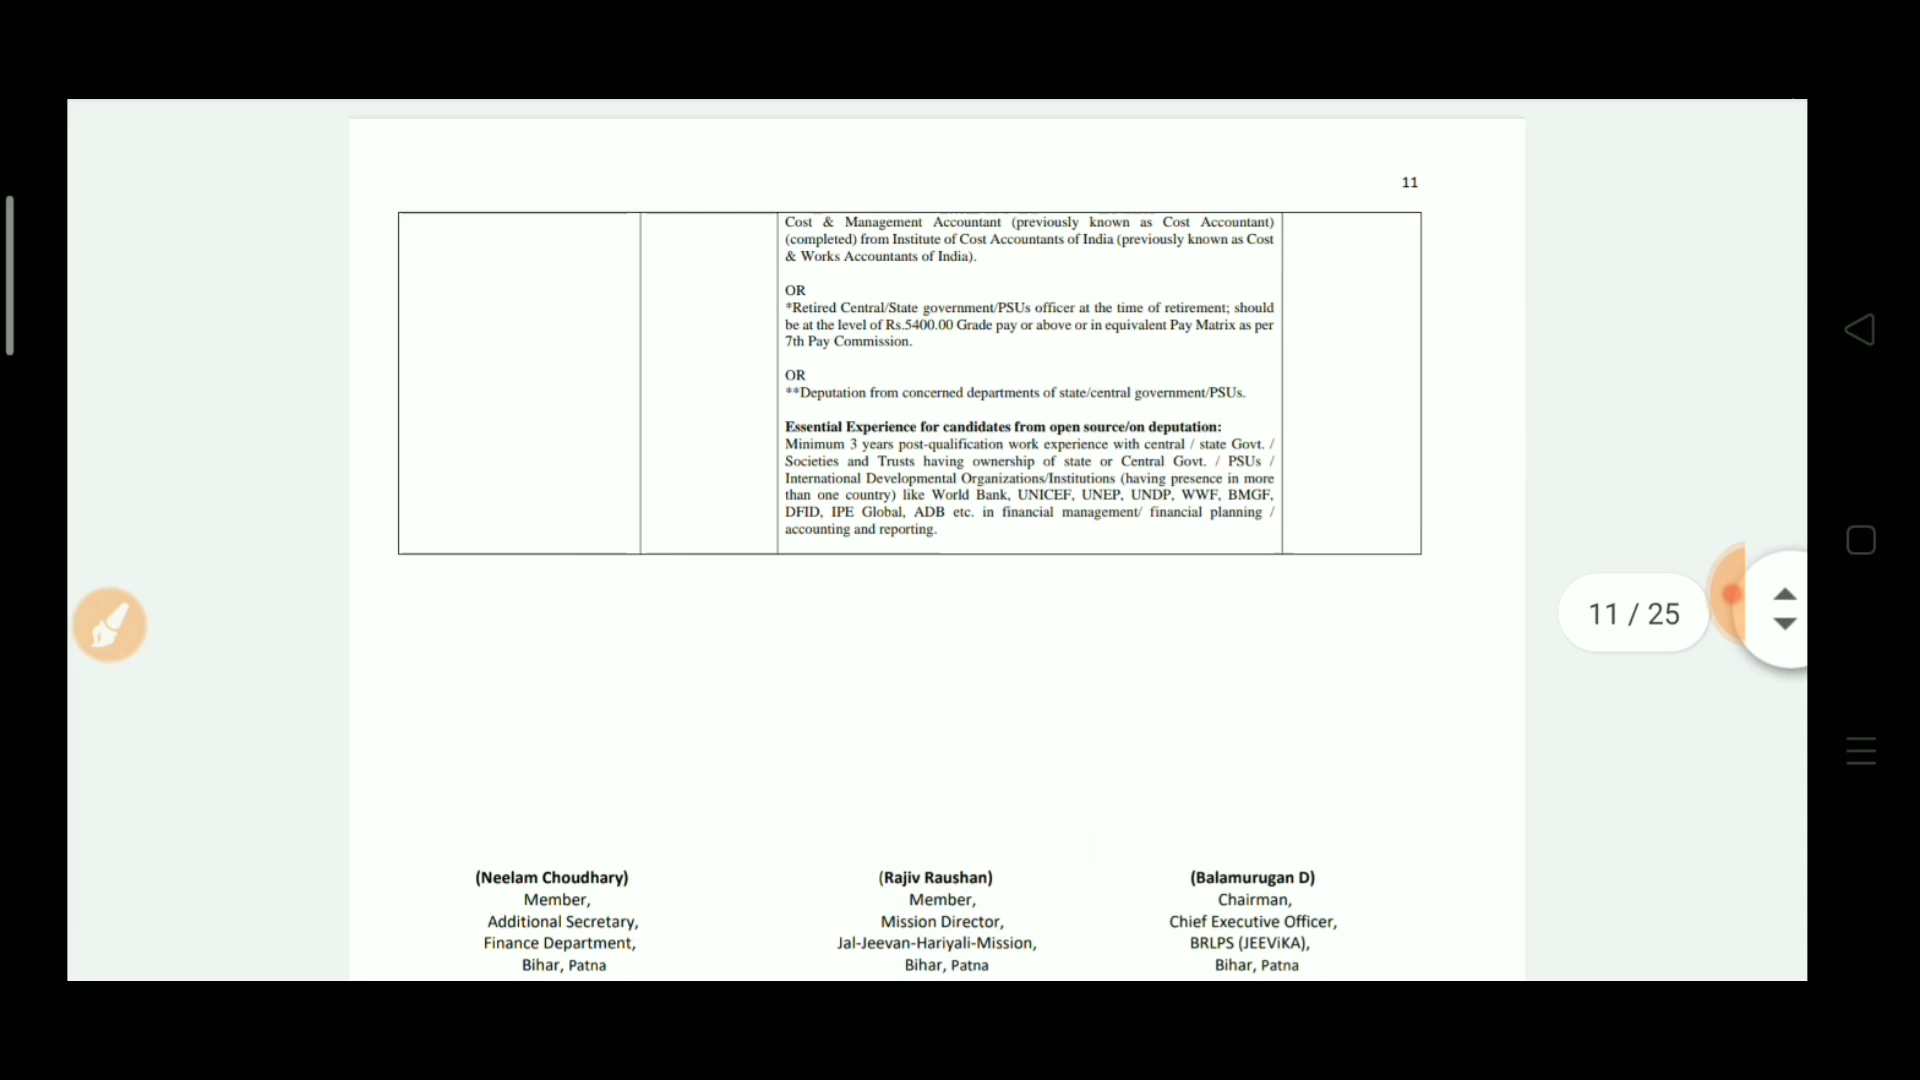 11
Cost & Management Accountant (previously known as Cost Accountant)
(completed) from Institute of Cost Accountants of India (previously known as Cost
& Works Accountants of India).
OR
*Retired Central/State government/PSUs officer at the time of retirement; should
be at the level of Rs.5400.00 Grade pay or above or in equivalent Pay Matrix as per
7th Pay Commission.
OR
**Deputation from concerned departments of state/central government/PSUs.
Essential Experience for candidates from open source/on deputation:
Minimum 3 years post-qualification work experience with central / state Govt. /
Societies and Trusts having ownership of state or Central Govt. / PSUs /
International Developmental Organizations/Institutions (having presence in more
than one country) like World Bank, UNICEF, UNEP, UNDP, WWF, BMGF,
DFID, IPE Global, ADB etc. in financial management/ financial planning /
accounting and reporting.
11 / 25
(Neelam Choudhary)
Member,
Additional Secretary,
Finance Department,
Bihar, Patna
(Rajiv Raushan)
Member,
Mission Director,
Jal-Jeevan-Hariyali-Mission,
Bihar, Patna
(Balamurugan D)
Chairman,
Chief Executive Officer,
BRLPS (JEEViKA),
Bihar, Patna